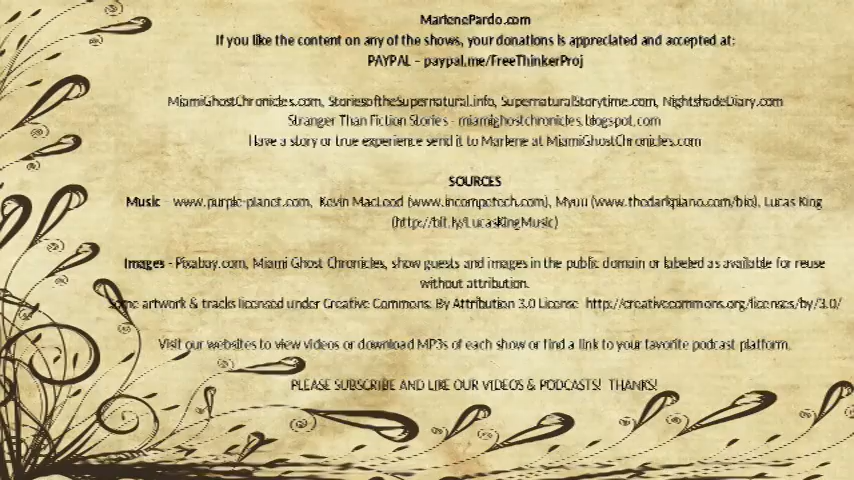 MarlenePardo.com
If you like the content on any of the shows, your donations is appreciated and accepted at:
PAYPAL - paypal.me/FreeThinkerProj
MiamiGhostChronicles.com, StoriesoftheSupernatural.info, SupernaturalStorytime.com, NightshadeDiary.com
Stranger Than Fiction Stories - miamighostchronicles.blogspot.com
Have a story or true experience send it to Marlene at MiamiGhostChronicles.com
SOURCES
Music - www.purple-planet.com, Kevin MacLeod (www.incompetech.com), Myuu (www.thedarkpiano.com/bio), Lucas King
(http://bit.ly/LucasKingMusic)
Images - Pixabay.com, Miami Ghost Chronicles, show guests and images in the public domain or labeled as available for reuse
without attribution.
Some artwork & tracks licensed under Creative Commons: By Attribution 3.0 License http://creativecommons.org/licenses/by/3.0/
Visit our websites to view videos or download MP3s of each show or find a link to your favorite podcast platform.
PLEASE SUBSCRIBE AND LIKE OUR VIDEOS & PODCASTS! THANKS!